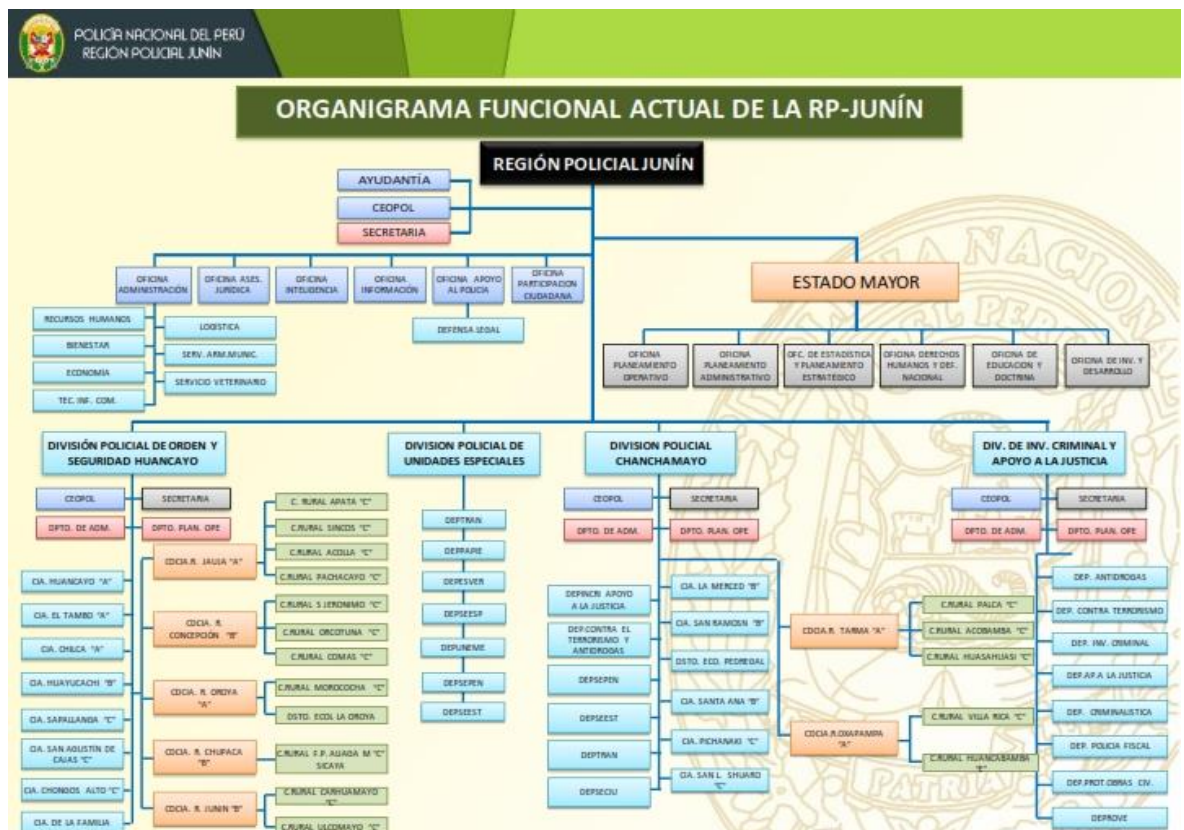 POLICÍA NACIONAL DEL PERÚ
REGIÓN POLICIAL JUNÍN
ORGANIGRAMA FUNCIONAL ACTUAL DE LA RP-JUNÍN
REGIÓN POLICIAL JUNÍN
AYUDANTÍA
CEOPOL
SECRETARIA
OFICINA
ADMINISTRACIÓN
OFICINA ASES.
JURÍDICA
OFICINA
INTELIGENCIA
OFICINA
INFORMACIÓN
OFICINA APOYO
AL POLICIA
OFICINA
PARTICIPACION
CIUDADANA
RECURSOS HUMANOS
BIENESTAR
ECONOMIA
TEC. INF. COM.
LOGISTICA
SERV. ARM.MUNIC.
SERVICIO VETERINARIO
DEFENSA LEGAL
ESTADO MAYOR
OFICINA
PLANEAMIENTO
OPERATIVO
OFICINA
PLANEAMIENTO
ADMINISTRATIVO
OFC. DE ESTADISTICA
Y PLANEAMIENTO
ESTRATÉGICO
OFICINA DERECHOS
HUMANOS Y DEF.
NACIONAL
OFICINA DE
EDUCACION Y
DOCTRINA
OFICINA DE INV. Y
DESARROLLO
DIVISIÓN POLICIAL DE ORDEN Y
SEGURIDAD HUANCAYO
CEOPOL
SECRETARIA
DPTO. DE ADM.
DPTO. PLAN. OPE
CIA. HUANCAYO "A"
CIA. EL TAMBO "A"
CIA. CHILCA "A"
CIA. HUAYUCACHI "B"
CIA. SAPALLANGA "C"
CIA. SAN AGUSTÍN DE
CAJAS "C"
CIA. CHONGOS ALTO "C"
CIA. DE LA FAMILIA
CDCIA.R. JAUJA "A"
CDCIA. R.
CONCEPCIÓN "B"
CDCIA. R. OROYA
"A"
CDCIA. R. CHUPACA
"B"
CDCIA. R. JUNIN "B"
C. RURAL APATA "C"
C.RURAL SINCOS "C"
C.RURAL ACOLLA "C"
C.RURAL PACHACAYO "C"
C.RURAL S JERONIMO "C"
C.RURAL ORCOTUNA "C"
C.RURAL COMAS "C"
C.RURAL MOROCOCHA "C"
DSTO. ECOL LA OROYA
C.RURAL F.P. ALIAGA M "C"
SICAYA
C.RURAL CARHUAMAYO
"C"
C.RURAL ULCOMAYO "C"
DIVISION POLICIAL DE
UNIDADES ESPECIALES
DEPTRAN
DEPPAPIE
DEPESVER
DEPSEESP
DEPUNEME
DEPSEPEN
DEPSEEST
DIVISION POLICIAL
CHANCHAMAYO
CEOPOL
SECRETARIA
DPTO. DE ADM.
DPTO. PLAN. OPE
DEPINCRI APOYO
A LA JUSTICIA
DEP.CONTRA EL
TERRORISMO Y
ANTIDROGAS
DEPSEPEN
DEPSEEST
DEPTRAN
DEPSECIU
CIA. LA MERCED "B"
CIA. SAN RAMOSN "B"
DSTO. ECO. PEDREGAL
CIA. SANTA ANA "B"
CIA. PICHANAKI "C"
CIA. SAN L. SHUARO
"C"
CDCIA.R. TARMA "A"
CDCIA R.OXAPAMPA
"A"
C.RURAL PALCA "C"
C.RURAL ACOBAMBA "C"
C.RURAL HUASAHUASI "C"
C.RURAL VILLA RICA "C"
C.RURAL HUANCABAMBA
DIV. DE INV. CRIMINAL Y
APOYO A LA JUSTICIA
CEOPOL
SECRETARIA
DPTO. DE ADM.
DPTO. PLAN. OPE
DEP. ANTIDROGAS
DEP. CONTRA TERRORISMO
DEP. INV. CRIMINAL
DEP.AP.A LA JUSTICIA
DEP. CRIMINALISTICA
DEP. POLICIA FISCAL
DEP.PROT.OBRAS CIV.
DEPROVE